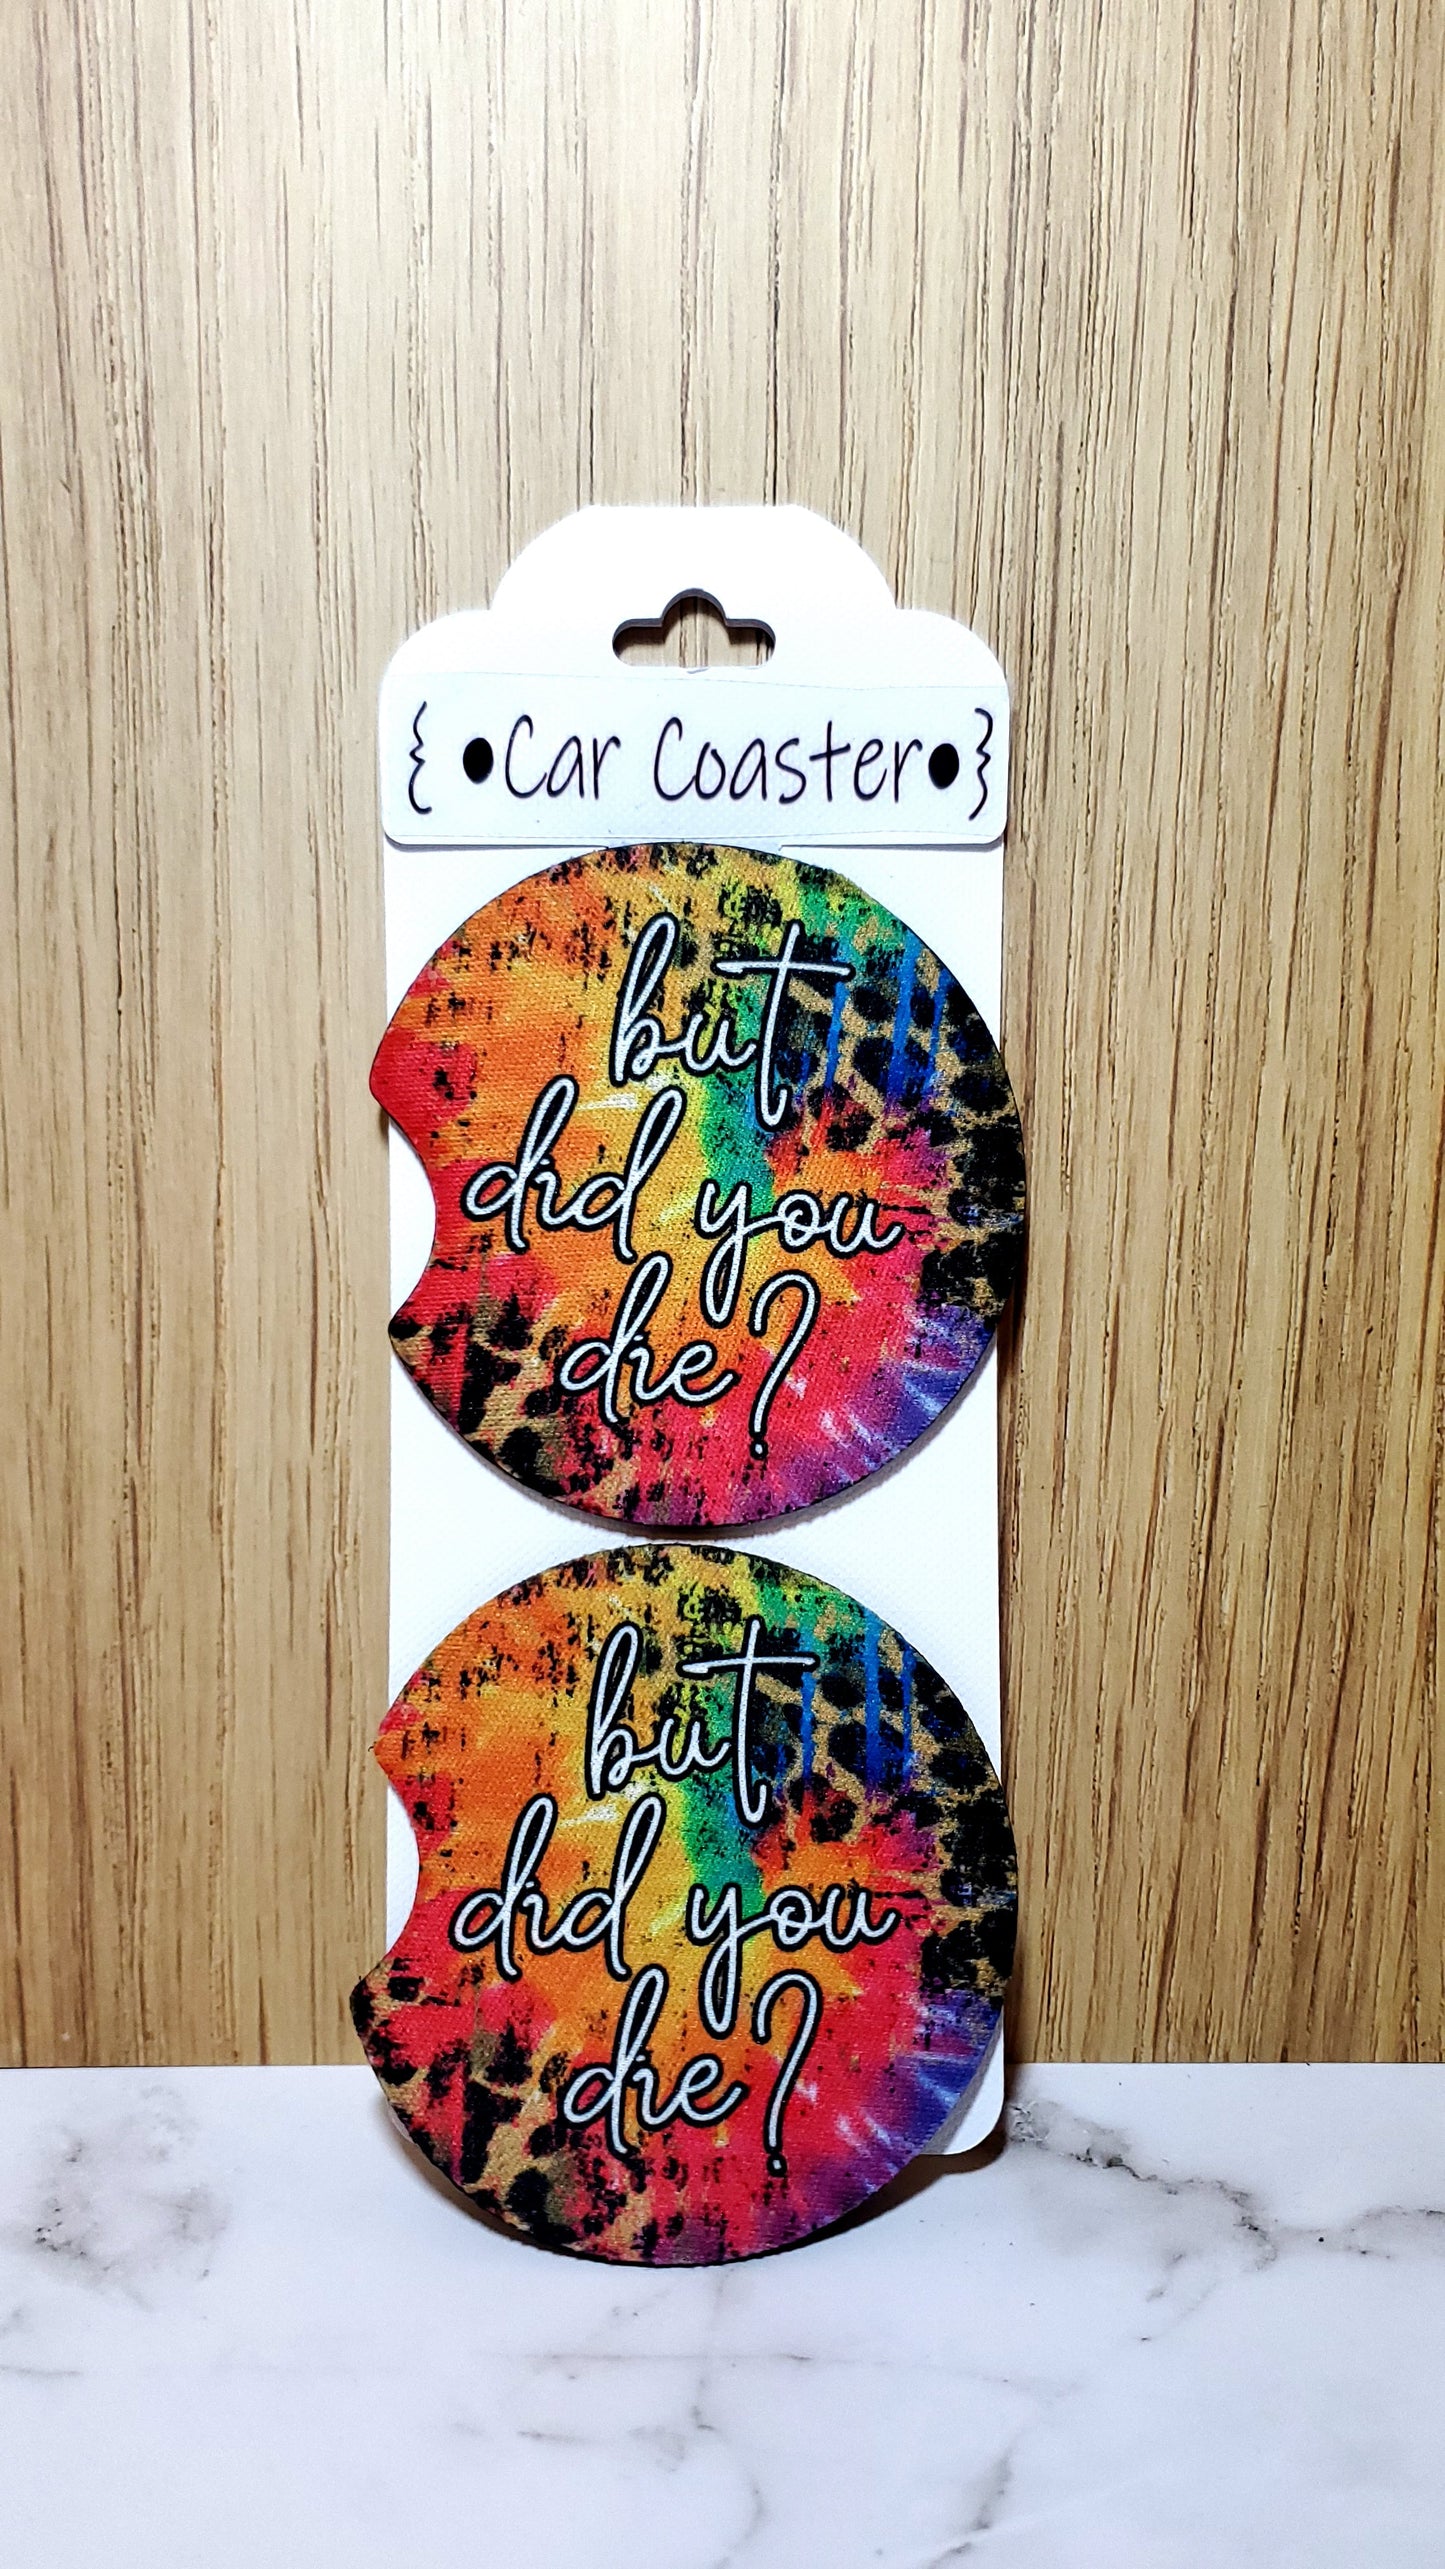 { •Car Coaster• }
but
did you
die?
but
did you
die?